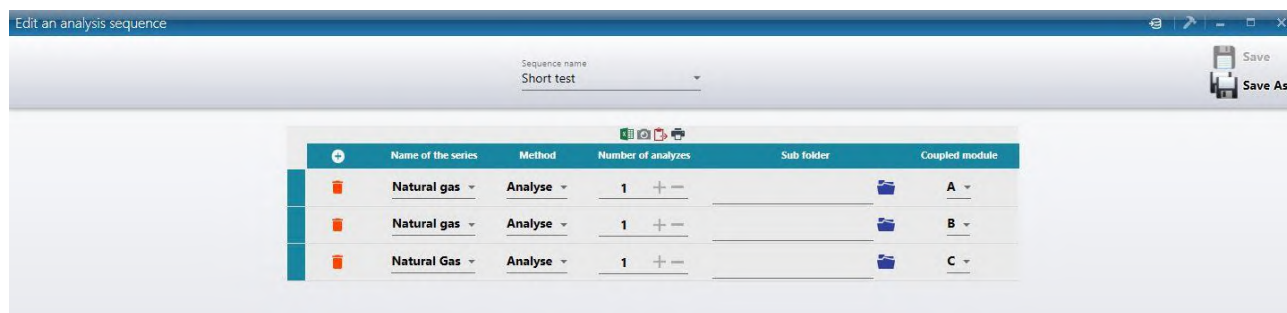 Edit an analysis sequence
Sequence name
Short test
Save
Save As
Name of the series Method Number of analyzes Sub folder Coupled module
Natural gas Analyse 1 A
Natural gas Analyse 1 B
Natural Gas Analyse 1 C